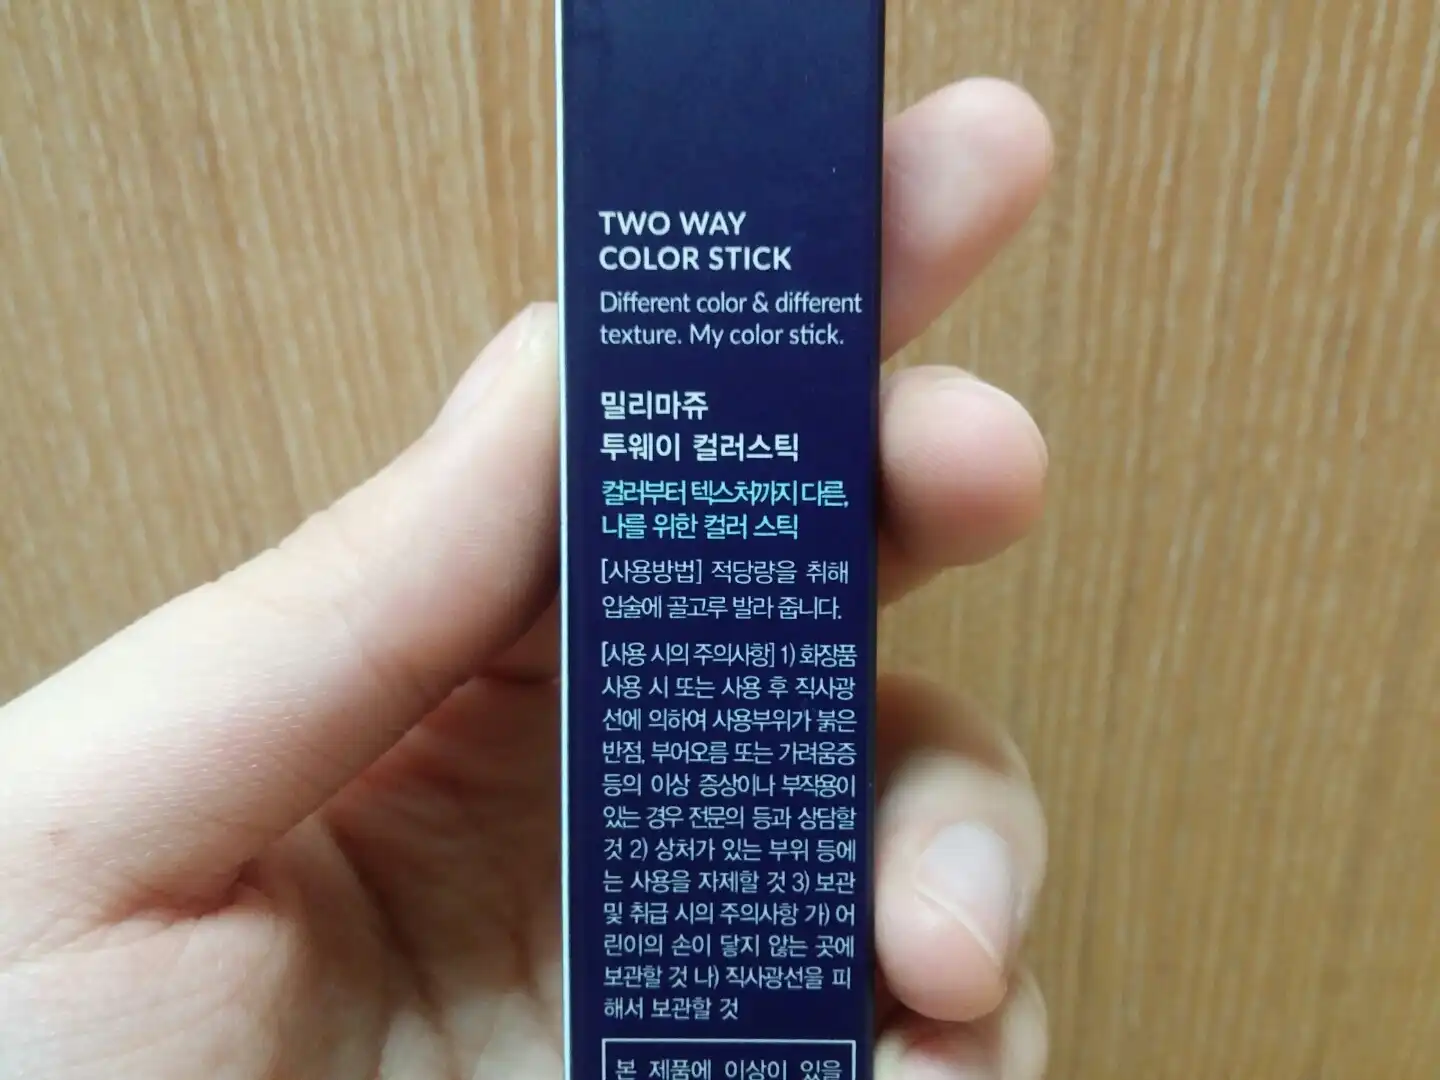 TWO WAY
COLOR STICK
Different color & different
texture. My color stick.
밀리마쥬
투웨이 컬러스틱
컬러부터 텍스처까지 다른,
나를 위한 컬러 스틱
[사용방법] 적당량을 취해
입술에 골고루 발라 줍니다.
[사용 시의 주의사항] 1) 화장품
사용 시 또는 사용 후 직사광
선에 의하여 사용부위가 붉은
반점, 부어오름 또는 가려움증
등의 이상 증상이나 부작용이
있는 경우 전문의 등과 상담할
것 2) 상처가 있는 부위 등에
는 사용을 자제할 것 3) 보관
및 취급 시의 주의사항 가) 어
린이의 손이 닿지 않는 곳에
보관할 것 나) 직사광선을 피
해서 보관할 것
본 제품에 이상이 있을